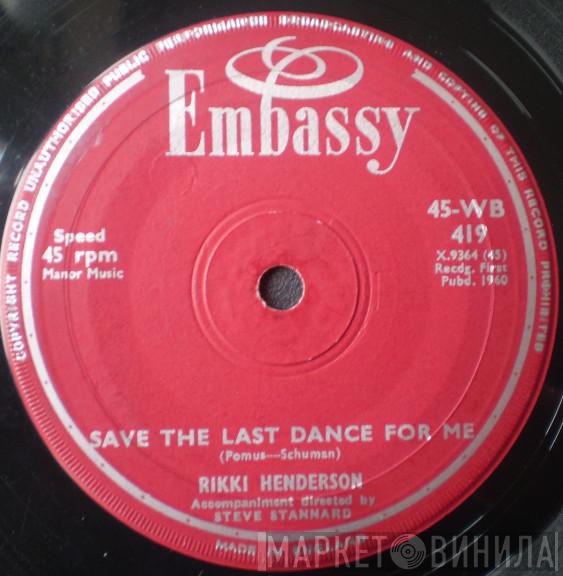 COPYRIGHT RECORD UNAUTHORISED PUBLIC PERFORMANCE BROADCASTING AND COPYING OF THIS RECORD PROHIBITED
Embassy
45-WB
419
X.9364 (45)
Recdg. First
Pubd. 1960
Speed
45 rpm
Manor Music
SAVE THE LAST DANCE FOR ME
(Pomus—Schuman)
RIKKI HENDERSON
Accompaniment directed by
STEVE STANNARD
MADE
МАРКЕТ ВИНИЛА